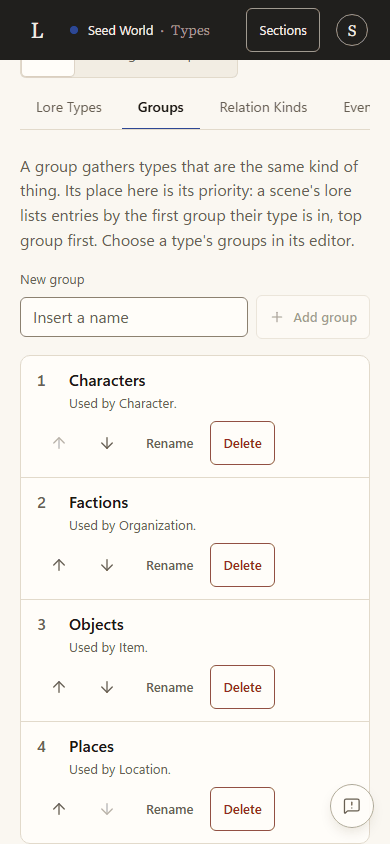 L
Seed World · Types
Sections
S
Lore Types
Groups
Relation Kinds
Even
A group gathers types that are the same kind of
thing. Its place here is its priority: a scene's lore
lists entries by the first group their type is in, top
group first. Choose a type's groups in its editor.
New group
Insert a name
+ Add group
1 Characters
Used by Character.
Rename
Delete
2 Factions
Used by Organization.
Rename
Delete
3 Objects
Used by Item.
Rename
Delete
4 Places
Used by Location.
Rename
Delete